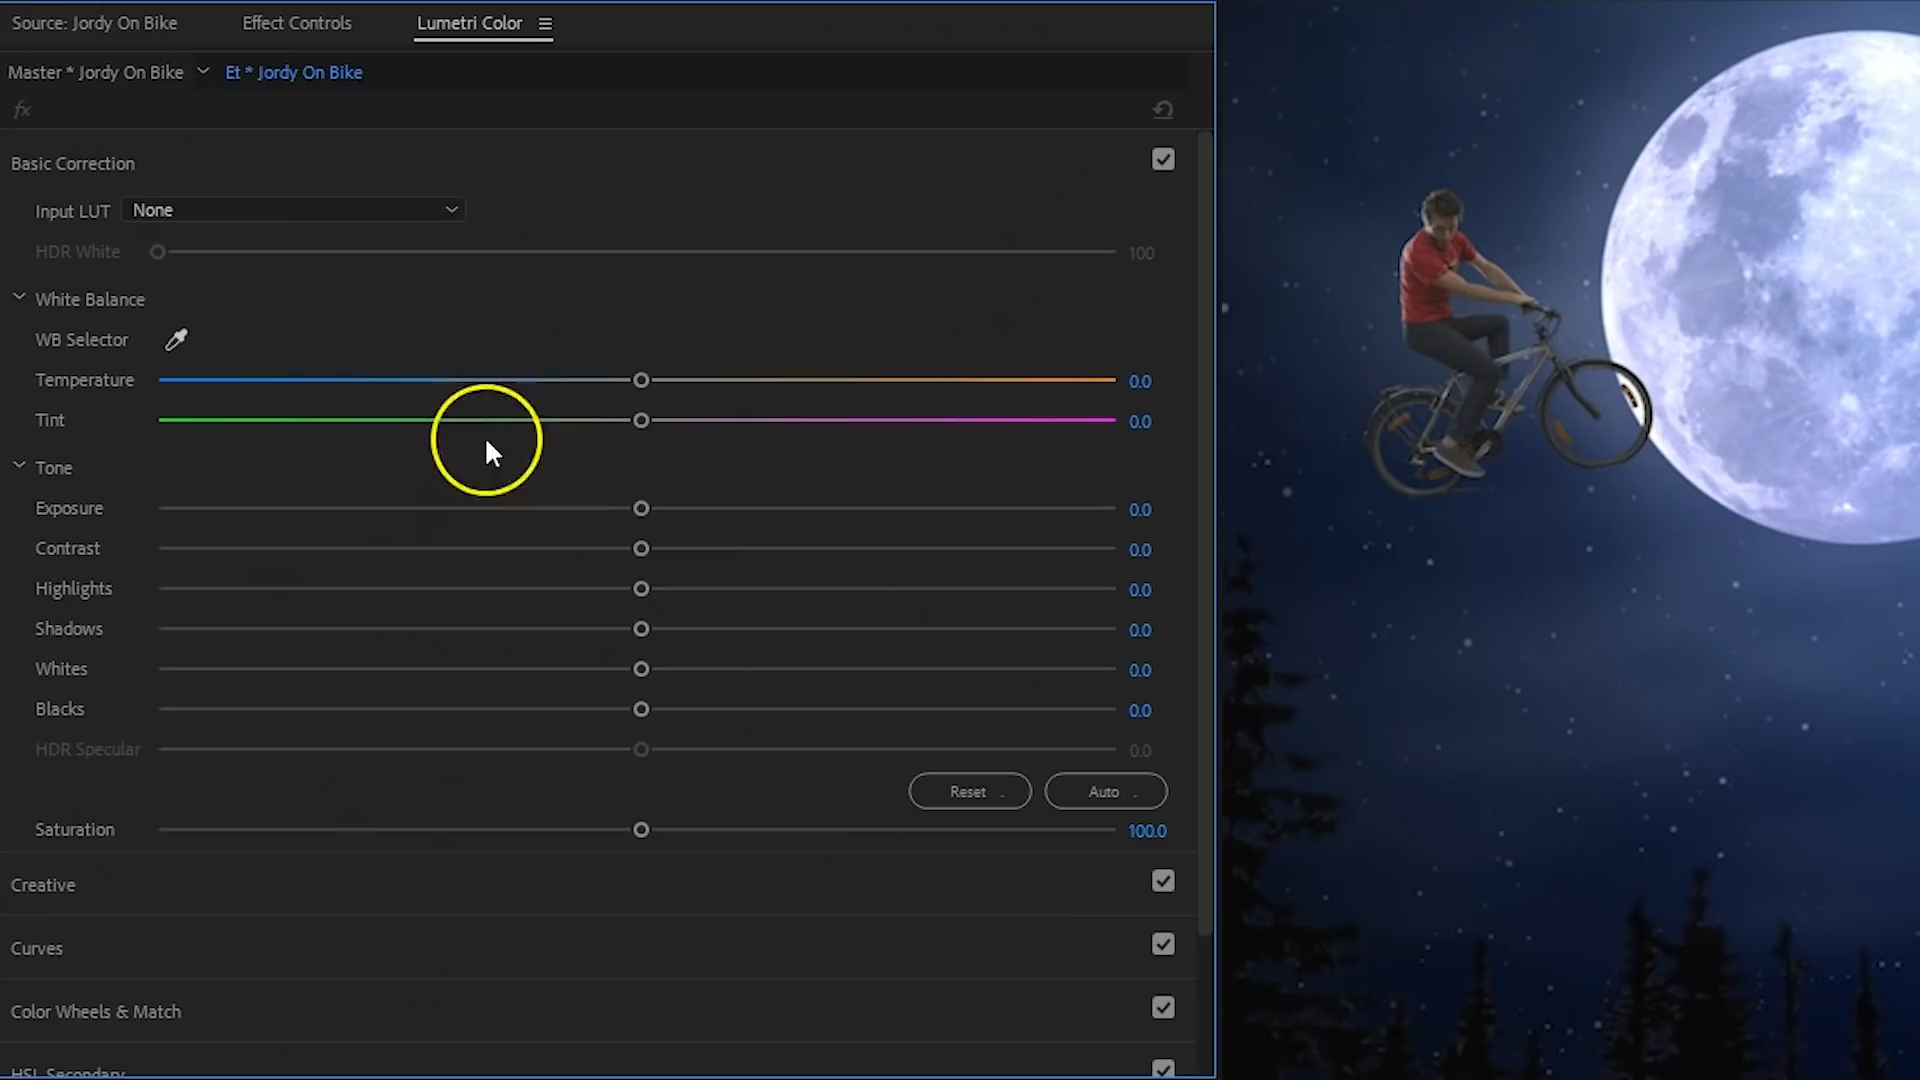 Source: Jordy On Bike Effect Controls Lumetri Color
Master * Jordy On Bike Et * Jordy On Bike
fx
Basic Correction
Input LUT None
HDR White 100
White Balance
WB Selector
Temperature 0.0
Tint 0.0
Tone
Exposure 0.0
Contrast 0.0
Highlights 0.0
Shadows 0.0
Whites 0.0
Blacks 0.0
HDR Specular 0.0
Reset Auto
Saturation 100.0
Creative
Curves
Color Wheels & Match
HSL Secondary